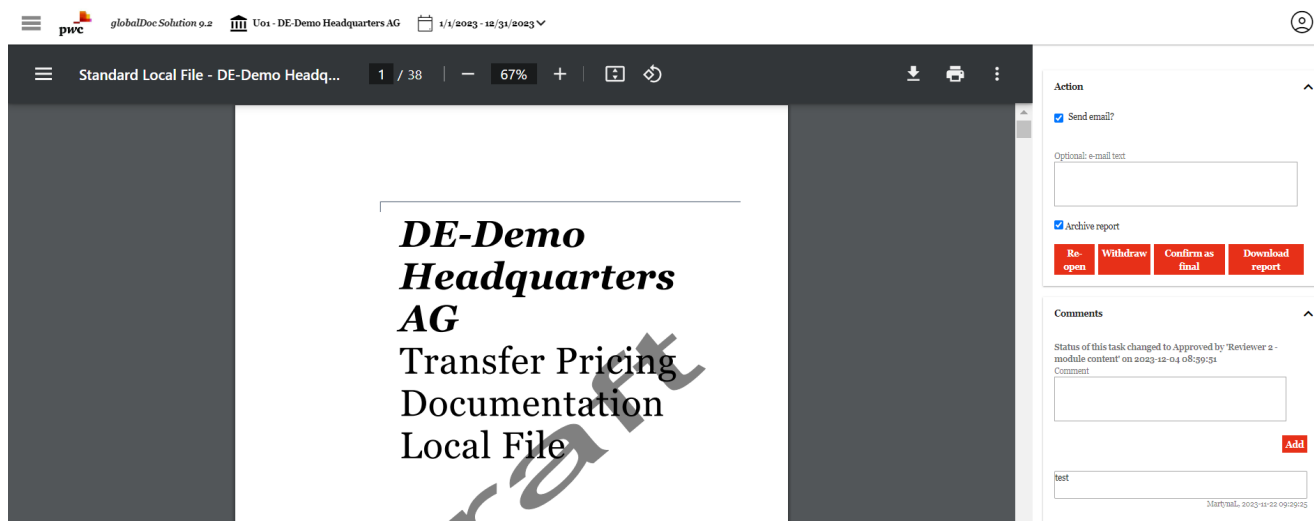 pwc globalDoc Solution 9.2 U01 - DE-Demo Headquarters AG 1/1/2023 - 12/31/2023
Standard Local File - DE-Demo Headq... 1 / 38 67%
DE-Demo
Headquarters
AG
Transfer Pricing
Documentation
Local File
raft
Action
Send email?
Optional: e-mail text
Archive report
Re-
open
Withdraw
Confirm as
final
Download
report
Comments
Status of this task changed to Approved by 'Reviewer 2 -
module content' on 2023-12-04 08:59:51
Comment
Add
test
MartynaL, 2023-11-22 09:29:25